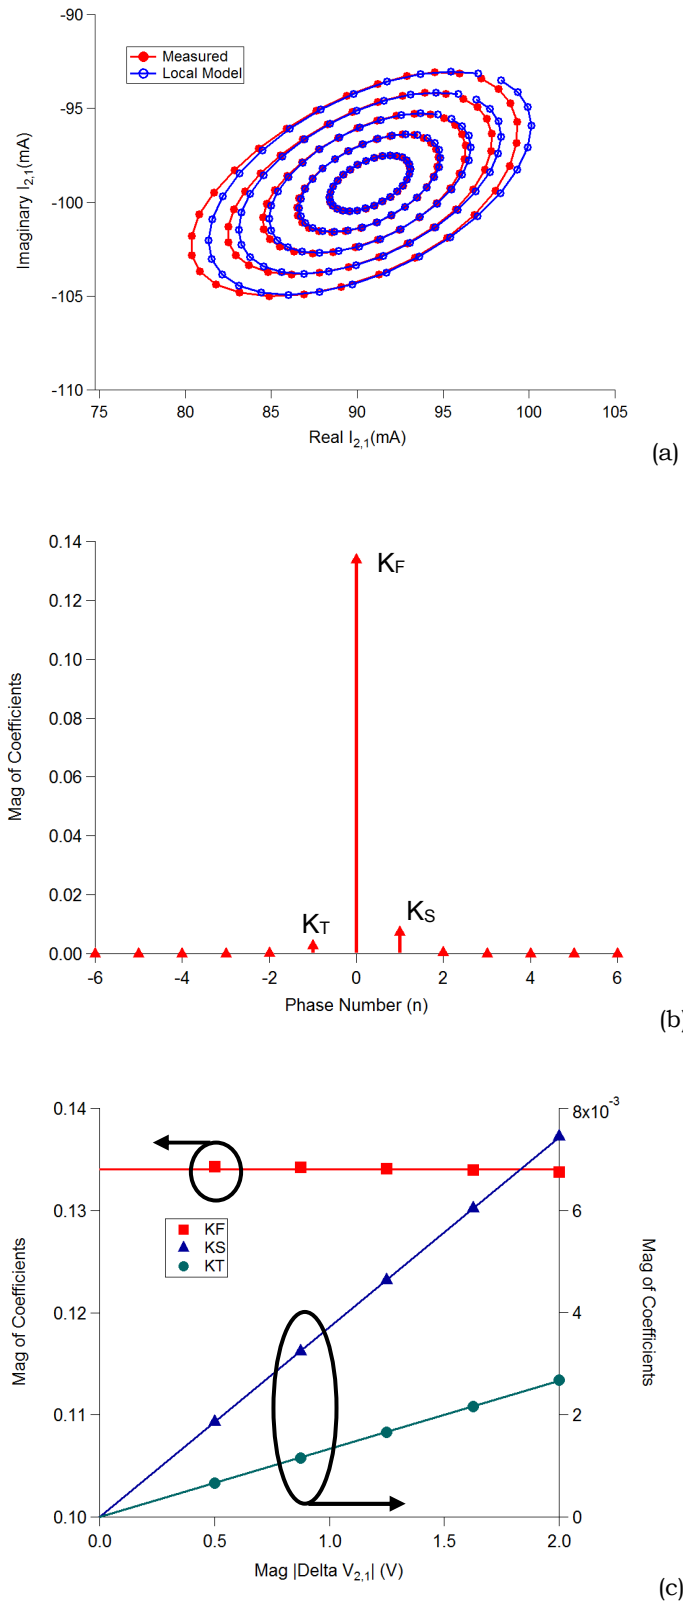 -90
Measured
Local Model
-95
-100
-105
-110
Imaginary I2,1(mA)
75 80 85 90 95 100 105
Real I2,1(mA)
(a)
0.14
KF
0.12
0.10
0.08
0.06
0.04
0.02
KT KS
0.00
Mag of Coefficients
-6 -4 -2 0 2 4 6
Phase Number (n)
(b)
0.14 8x10-3
0.13 6
KF
KS
KT
0.12 4
0.11 2
0.10 0
Mag of Coefficients
Mag of Coefficients
0.0 0.5 1.0 1.5 2.0
Mag |Delta V2,1| (V)
(c)